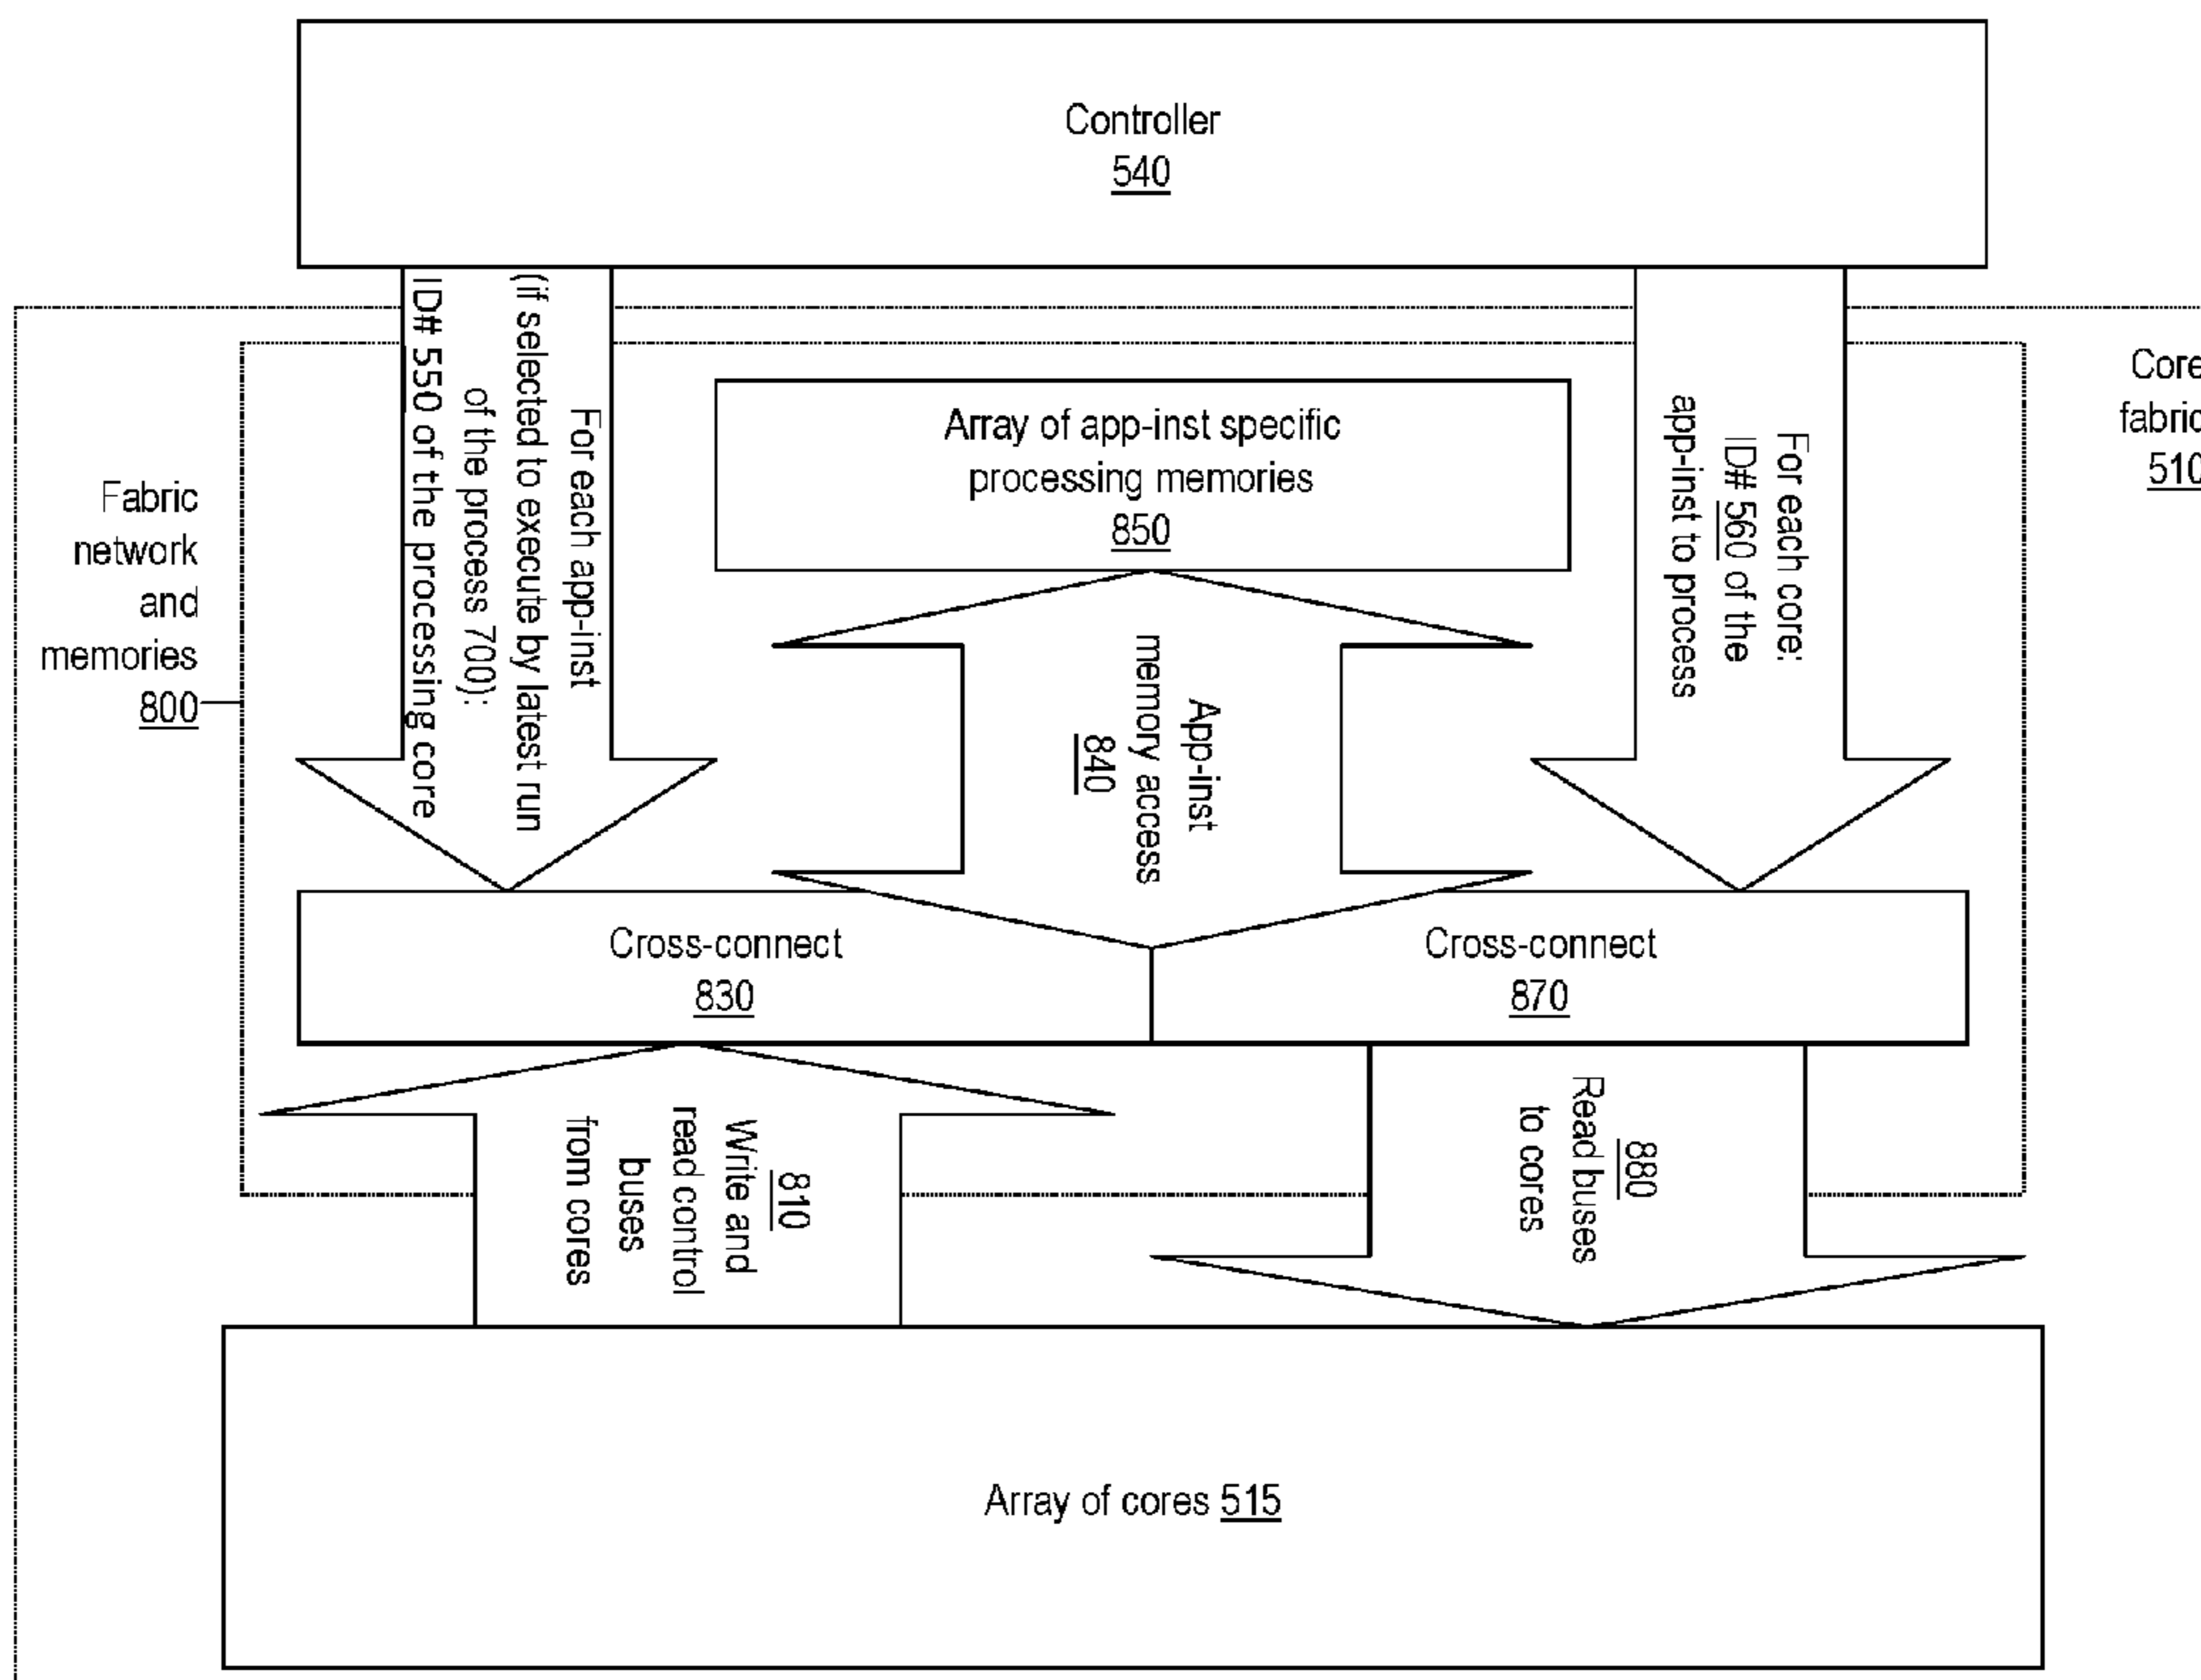 Controller
540
For each app-inst
(if selected to execute by latest run
of the process 700):
ID# 550 of the processing core
For each core:
ID# 560 of the
app-inst to process
Core
fabric
510
Array of app-inst specific
processing memories
850
Fabric
network
and
memories
800
App-inst
memory access
840
Cross-connect
830
Cross-connect
870
810
Write and
read control
buses
from cores
880
Read buses
to cores
Array of cores 515